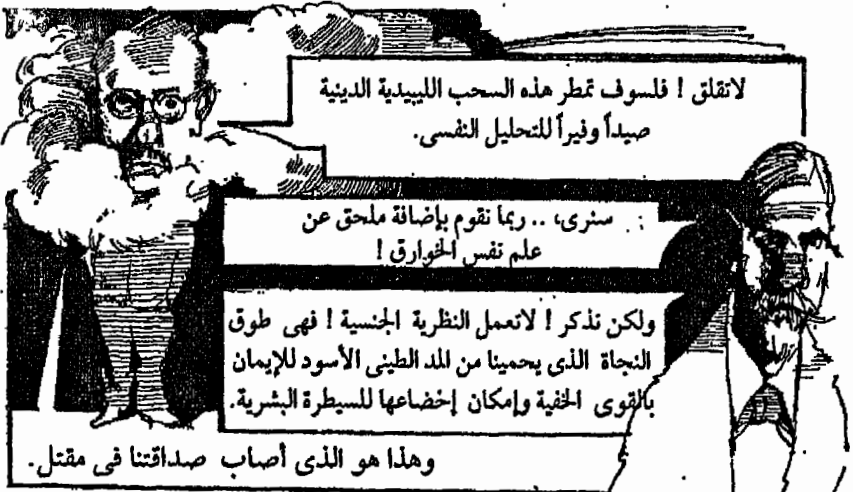 لاتقلق ! فلسوف تمطر هذه السحب الليبيدية الدينية
صيداً وفيراً للتحليل النفسى.
سنرى، .. ربما نقوم بإضافة ملحق عن
علم نفس الخوارق !
ولكن تذكر ! لاتعمل النظرية الجنسية ! فهى طوق
النجاة الذى يحمينا من المد الطينى الأسود للإيمان
بالقوى الخفية وإمكان إخضاعها للسيطرة البشرية.
وهذا هو الذى أصاب صداقتنا فى مقتل.